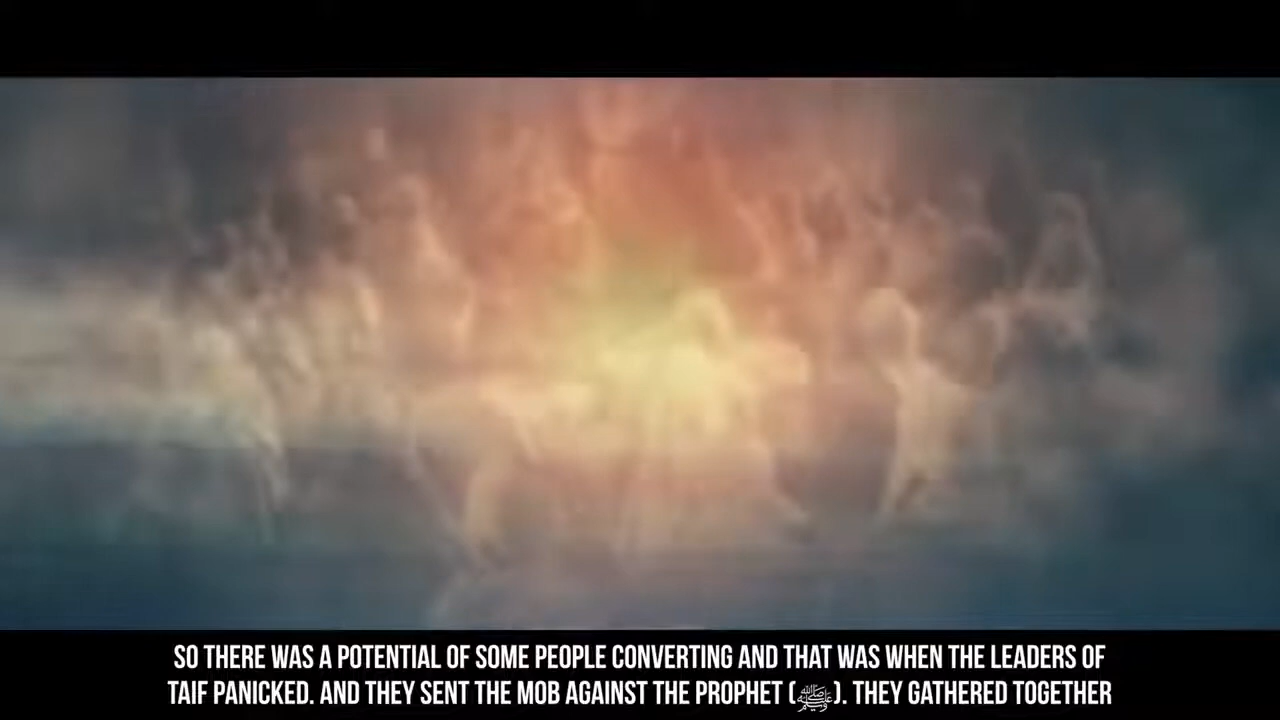 SO THERE WAS A POTENTIAL OF SOME PEOPLE CONVERTING AND THAT WAS WHEN THE LEADERS OF
TAIF PANICKED. AND THEY SENT THE MOB AGAINST THE PROPHET (ﷺ). THEY GATHERED TOGETHER